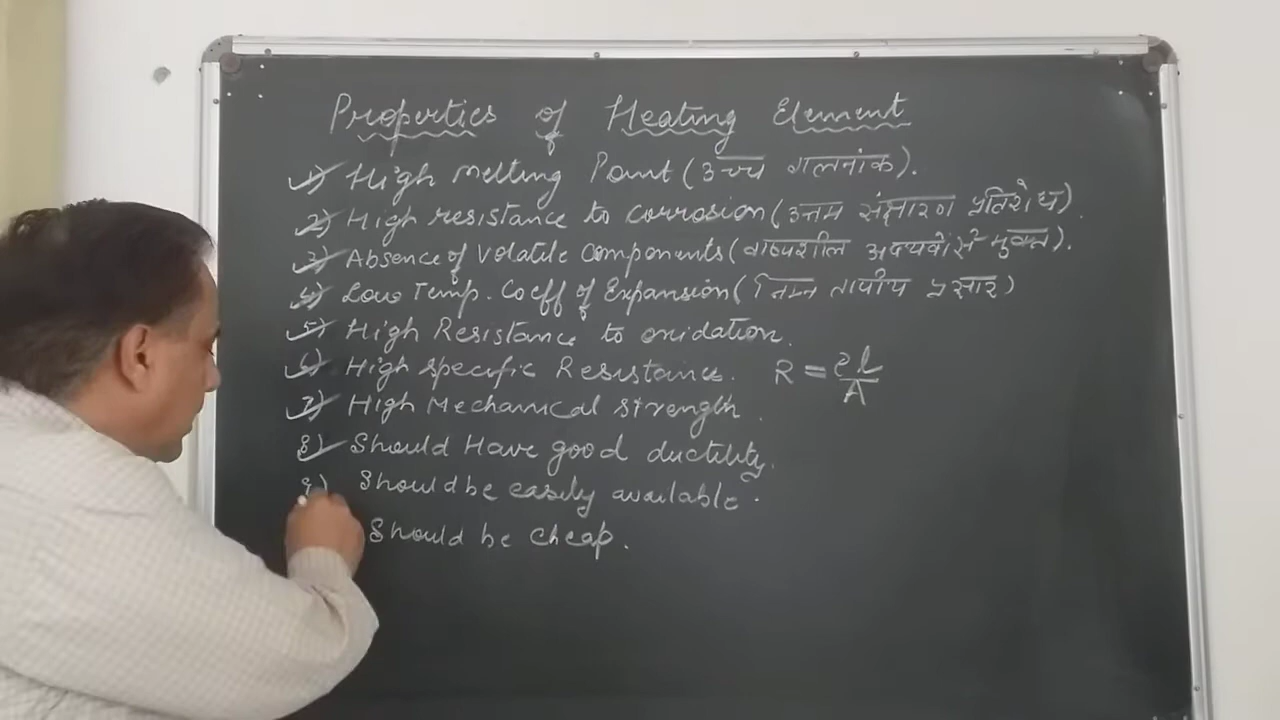 Properties of Heating Element
1) High Melting Point (उच्च गलनांक).
2) High resistance to corrosion (उत्तम संक्षारण प्रतिरोध).
3) Absence of Volatile Components (वाष्पशील अवयवों से मुक्त).
4) Low Temp. Coeff of Expansion (निम्न तापीय प्रसार)
5) High Resistance to oxidation.
6) High specific Resistance. R = ρl/A
7) High Mechanical strength.
8) Should Have good ductility.
9) Should be easily available.
Should be cheap.